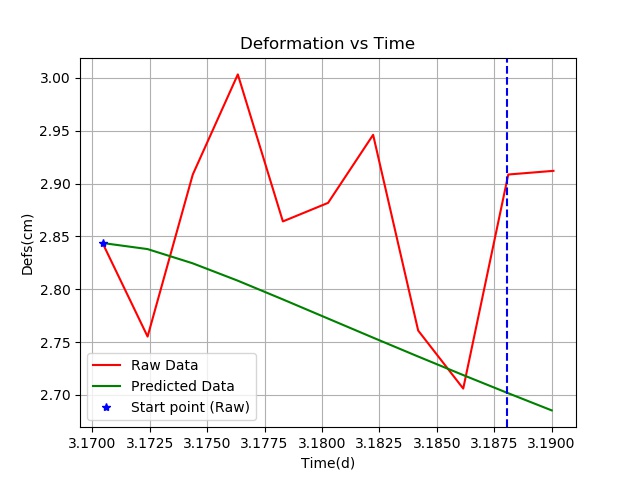 Deformation vs Time
Defs(cm)
3.00
2.95
2.90
2.85
2.80
2.75
2.70
Raw Data
Predicted Data
Start point (Raw)
3.1700 3.1725 3.1750 3.1775 3.1800 3.1825 3.1850 3.1875 3.1900
Time(d)